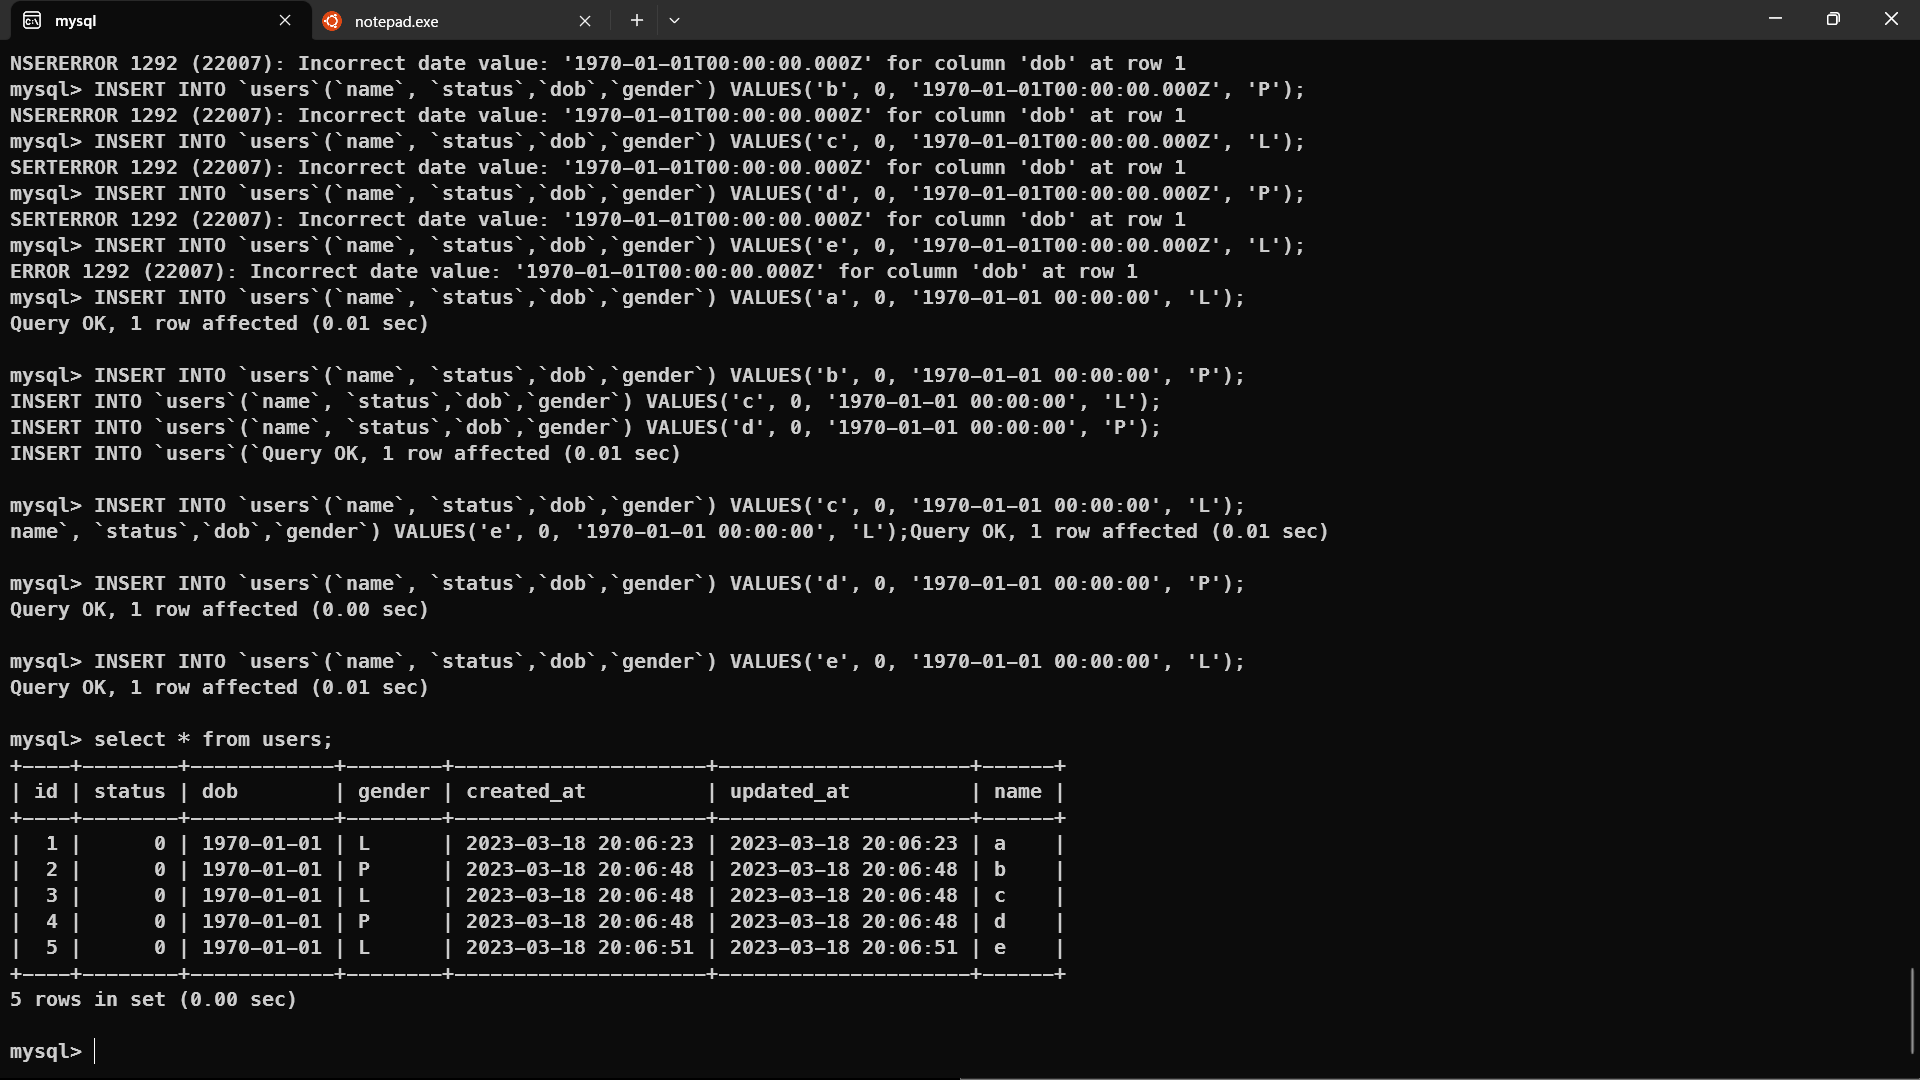 mysql
notepad.exe
NSERERROR 1292 (22007): Incorrect date value: '1970-01-01T00:00:00.000Z' for column 'dob' at row 1
mysql> INSERT INTO `users`(`name`, `status`,`dob`,`gender`) VALUES('b', 0, '1970-01-01T00:00:00.000Z', 'P');
NSERERROR 1292 (22007): Incorrect date value: '1970-01-01T00:00:00.000Z' for column 'dob' at row 1
mysql> INSERT INTO `users`(`name`, `status`,`dob`,`gender`) VALUES('c', 0, '1970-01-01T00:00:00.000Z', 'L');
SERTERROR 1292 (22007): Incorrect date value: '1970-01-01T00:00:00.000Z' for column 'dob' at row 1
mysql> INSERT INTO `users`(`name`, `status`,`dob`,`gender`) VALUES('d', 0, '1970-01-01T00:00:00.000Z', 'P');
SERTERROR 1292 (22007): Incorrect date value: '1970-01-01T00:00:00.000Z' for column 'dob' at row 1
mysql> INSERT INTO `users`(`name`, `status`,`dob`,`gender`) VALUES('e', 0, '1970-01-01T00:00:00.000Z', 'L');
ERROR 1292 (22007): Incorrect date value: '1970-01-01T00:00:00.000Z' for column 'dob' at row 1
mysql> INSERT INTO `users`(`name`, `status`,`dob`,`gender`) VALUES('a', 0, '1970-01-01 00:00:00', 'L');
Query OK, 1 row affected (0.01 sec)

mysql> INSERT INTO `users`(`name`, `status`,`dob`,`gender`) VALUES('b', 0, '1970-01-01 00:00:00', 'P');
INSERT INTO `users`(`name`, `status`,`dob`,`gender`) VALUES('c', 0, '1970-01-01 00:00:00', 'L');
INSERT INTO `users`(`name`, `status`,`dob`,`gender`) VALUES('d', 0, '1970-01-01 00:00:00', 'P');
INSERT INTO `users`(`Query OK, 1 row affected (0.01 sec)

mysql> INSERT INTO `users`(`name`, `status`,`dob`,`gender`) VALUES('c', 0, '1970-01-01 00:00:00', 'L');
name`, `status`,`dob`,`gender`) VALUES('e', 0, '1970-01-01 00:00:00', 'L');Query OK, 1 row affected (0.01 sec)

mysql> INSERT INTO `users`(`name`, `status`,`dob`,`gender`) VALUES('d', 0, '1970-01-01 00:00:00', 'P');
Query OK, 1 row affected (0.00 sec)

mysql> INSERT INTO `users`(`name`, `status`,`dob`,`gender`) VALUES('e', 0, '1970-01-01 00:00:00', 'L');
Query OK, 1 row affected (0.01 sec)

mysql> select * from users;
+----+--------+------------+--------+---------------------+---------------------+------+
| id | status | dob        | gender | created_at          | updated_at          | name |
+----+--------+------------+--------+---------------------+---------------------+------+
|  1 |      0 | 1970-01-01 | L      | 2023-03-18 20:06:23 | 2023-03-18 20:06:23 | a    |
|  2 |      0 | 1970-01-01 | P      | 2023-03-18 20:06:48 | 2023-03-18 20:06:48 | b    |
|  3 |      0 | 1970-01-01 | L      | 2023-03-18 20:06:48 | 2023-03-18 20:06:48 | c    |
|  4 |      0 | 1970-01-01 | P      | 2023-03-18 20:06:48 | 2023-03-18 20:06:48 | d    |
|  5 |      0 | 1970-01-01 | L      | 2023-03-18 20:06:51 | 2023-03-18 20:06:51 | e    |
+----+--------+------------+--------+---------------------+---------------------+------+
5 rows in set (0.00 sec)

mysql>